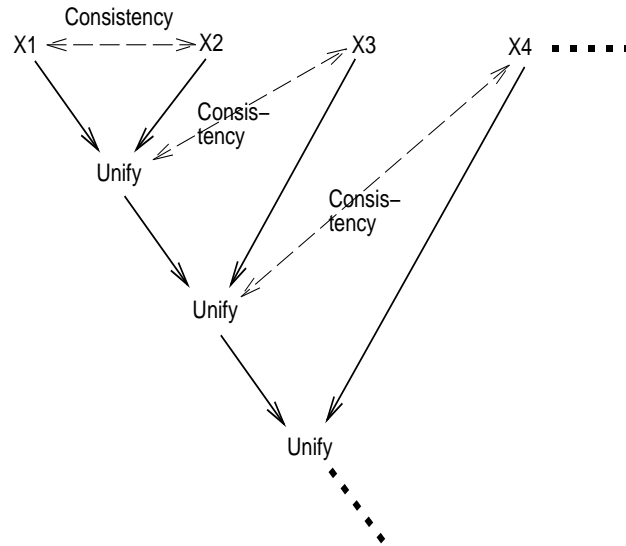 Consistency
X1
X2
X3
X4
Consis–
tency
Unify
Consis–
tency
Unify
Unify